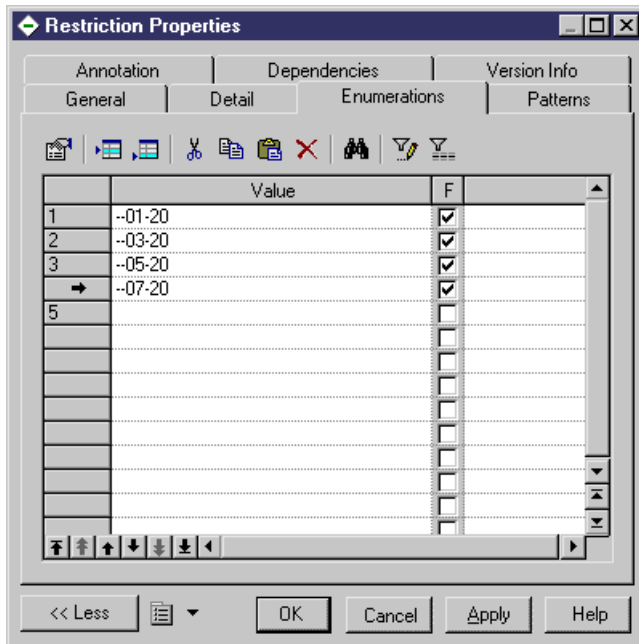 Restriction Properties
Annotation Dependencies Version Info
General Detail Enumerations Patterns
Value F
1 --01-20
2 --03-20
3 --05-20
--07-20
5
<< Less OK Cancel Apply Help